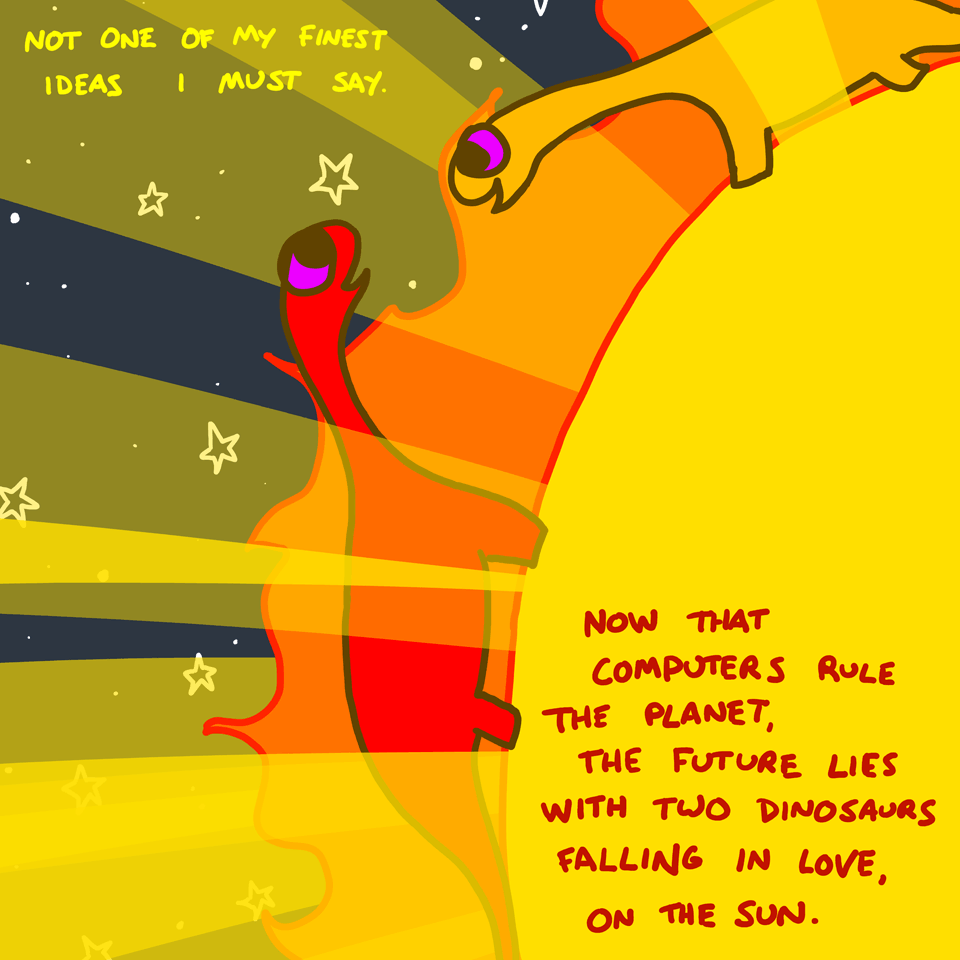 NOT ONE OF MY FINEST
IDEAS I MUST SAY.
NOW THAT
COMPUTERS RULE
THE PLANET,
THE FUTURE LIES
WITH TWO DINOSAURS
FALLING IN LOVE,
ON THE SUN.